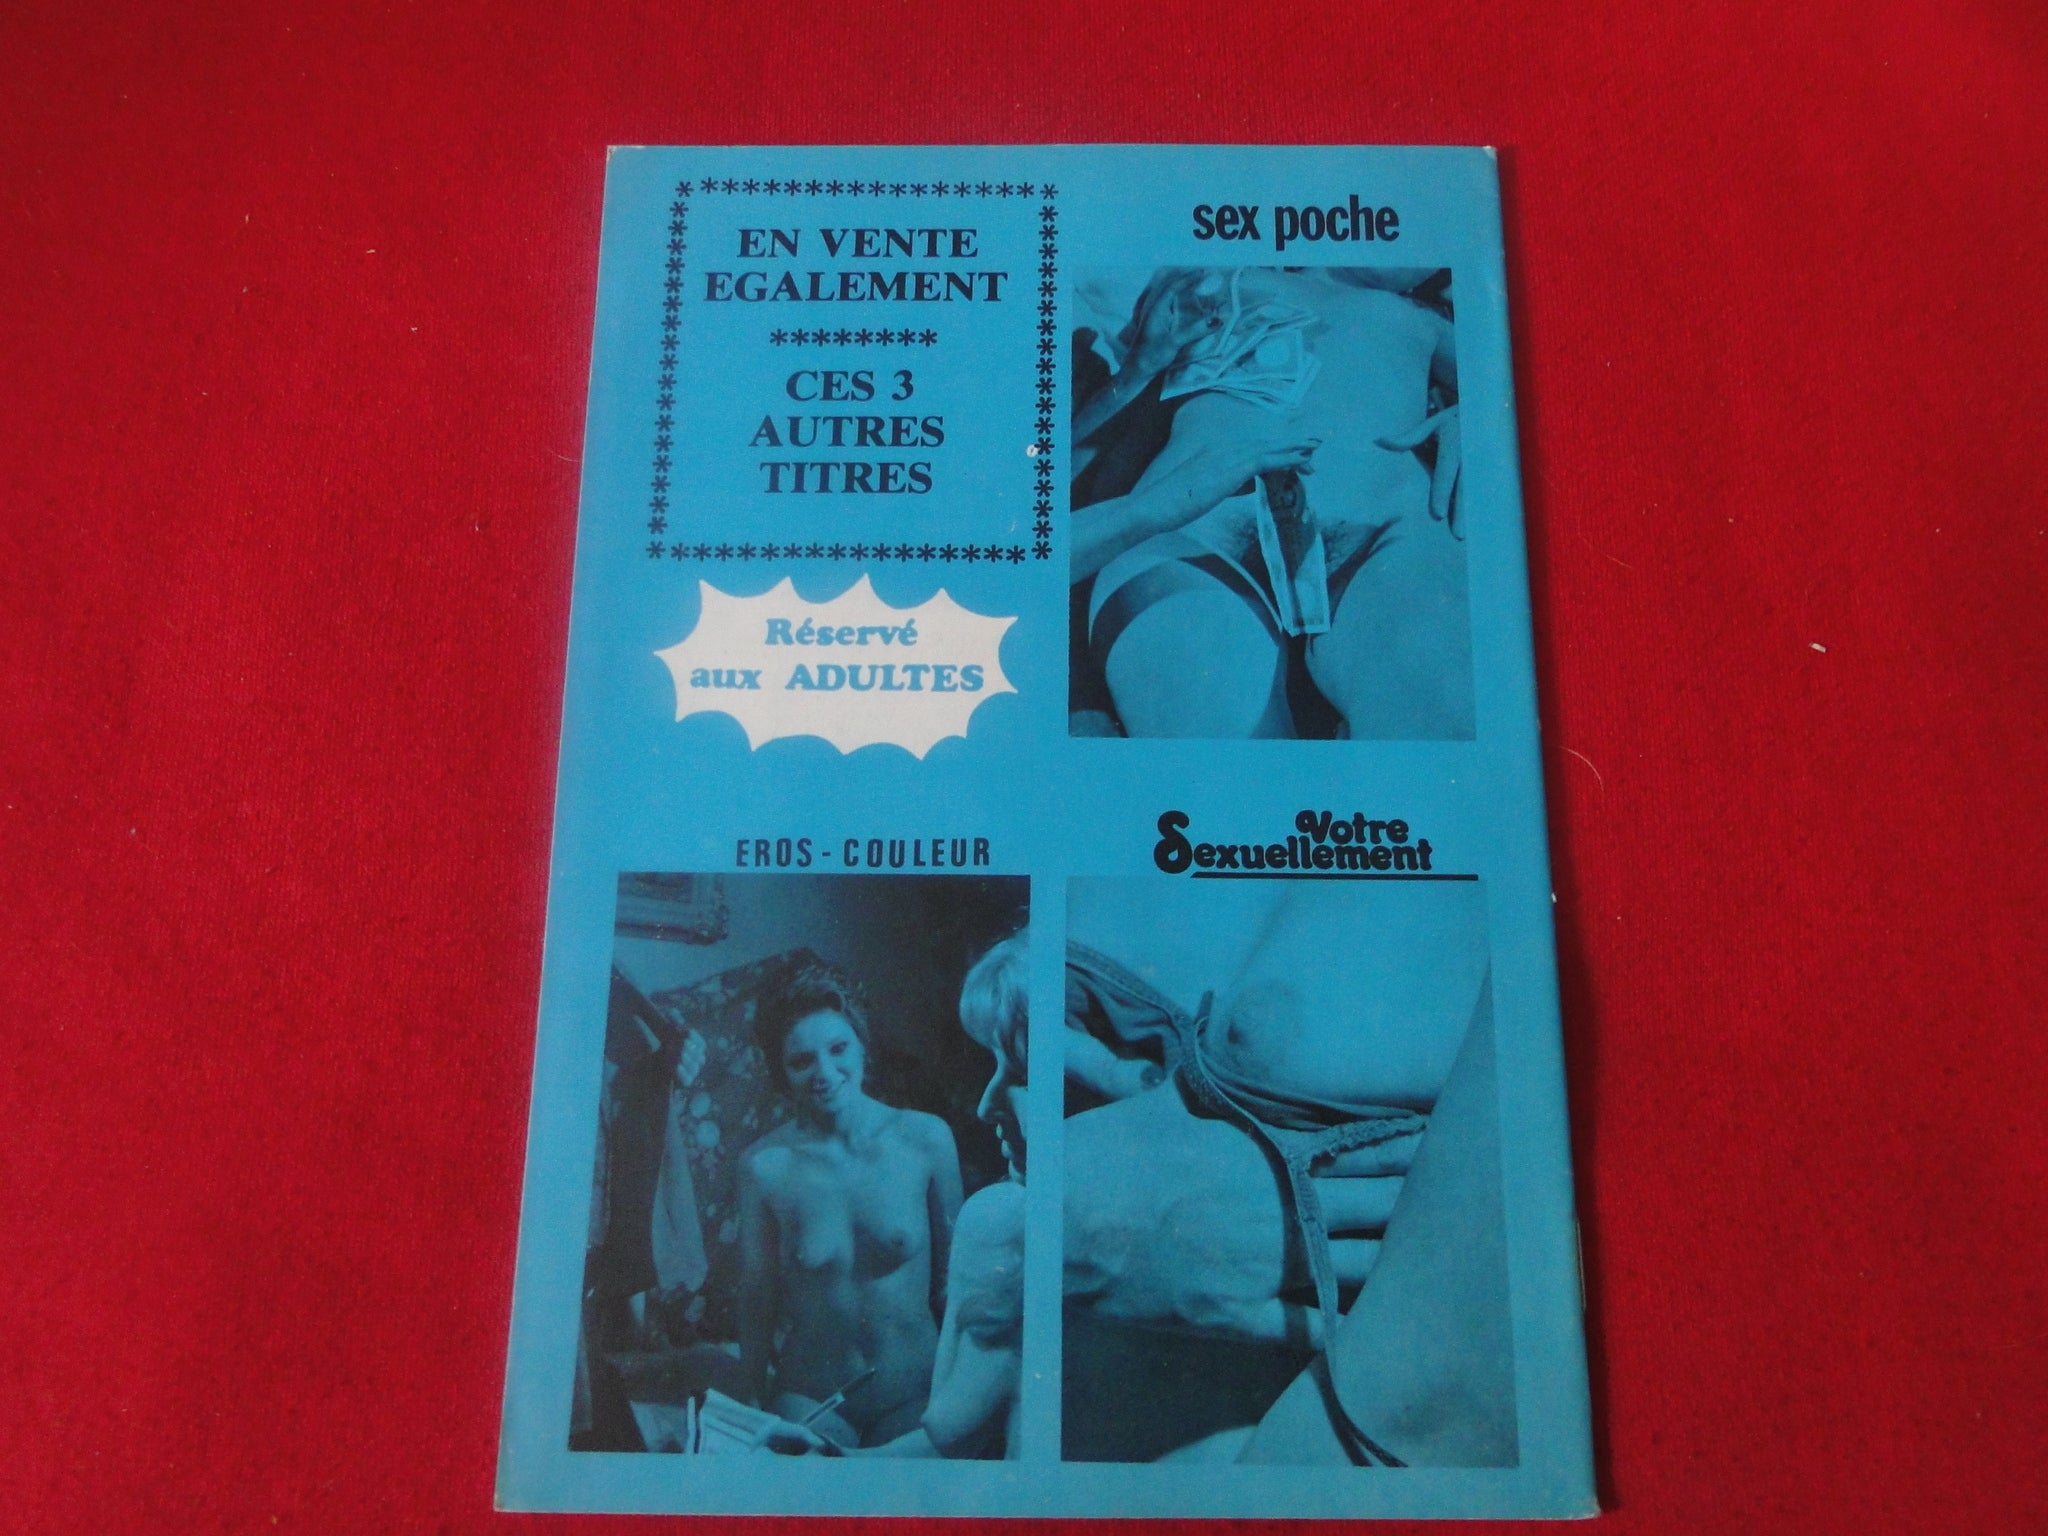 EN VENTE
EGALEMENT
********
CES 3
AUTRES
TITRES
Réservé
aux ADULTES
sex poche
EROS-COULEUR
Votre
Sexuellement